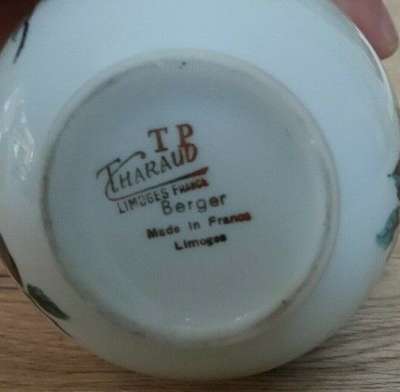 TP
THARAUD
LIMOGES FRANCE
Berger
Made in France
Limoges